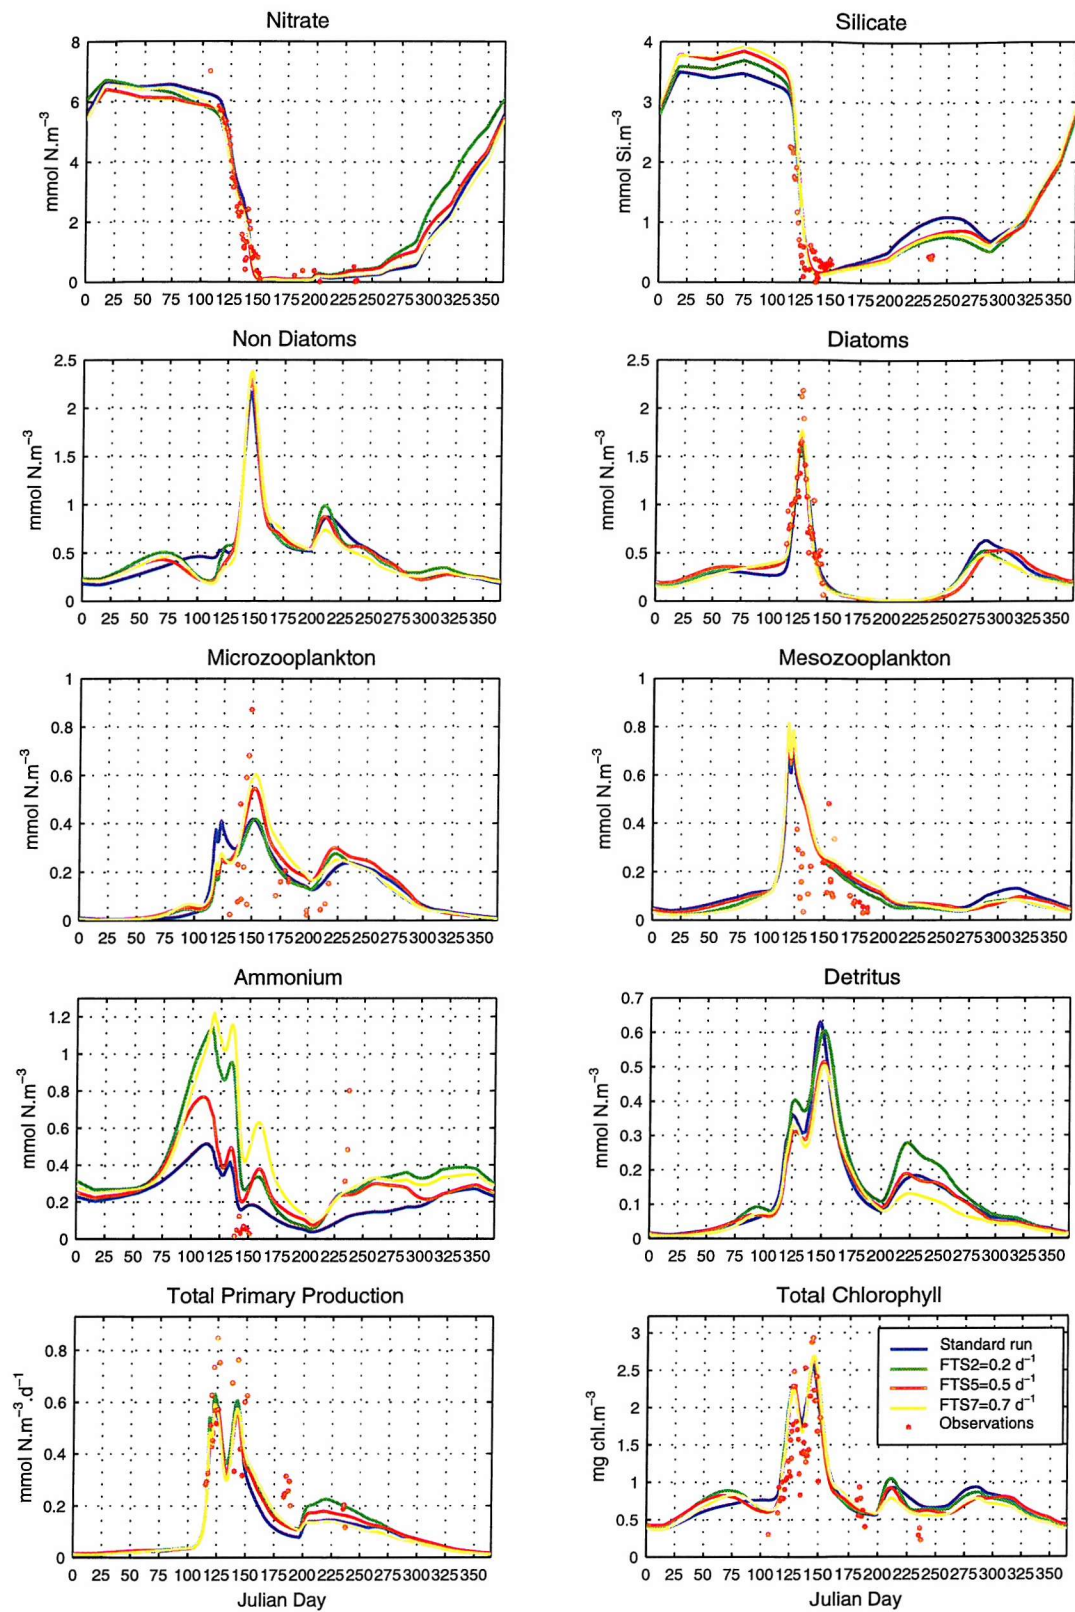 Nitrate
8
6
4
2
0
mmol N.m⁻³
0 25 50 75 100 125 150 175 200 225 250 275 300 325 350
Silicate
4
3
2
1
0
mmol Si.m⁻³
0 25 50 75 100 125 150 175 200 225 250 275 300 325 350
Non Diatoms
2.5
2
1.5
1
0.5
0
mmol N.m⁻³
0 25 50 75 100 125 150 175 200 225 250 275 300 325 350
Diatoms
2.5
2
1.5
1
0.5
0
mmol N.m⁻³
0 25 50 75 100 125 150 175 200 225 250 275 300 325 350
Microzooplankton
1
0.8
0.6
0.4
0.2
0
mmol N.m⁻³
0 25 50 75 100 125 150 175 200 225 250 275 300 325 350
Mesozooplankton
1
0.8
0.6
0.4
0.2
0
mmol N.m⁻³
0 25 50 75 100 125 150 175 200 225 250 275 300 325 350
Ammonium
1.2
1
0.8
0.6
0.4
0.2
0
mmol N.m⁻³
0 25 50 75 100 125 150 175 200 225 250 275 300 325 350
Detritus
0.7
0.6
0.5
0.4
0.3
0.2
0.1
0
mmol N.m⁻³
0 25 50 75 100 125 150 175 200 225 250 275 300 325 350
Total Primary Production
0.8
0.6
0.4
0.2
0
mmol N.m⁻³.d⁻¹
0 25 50 75 100 125 150 175 200 225 250 275 300 325 350
Julian Day
Total Chlorophyll
3
2.5
2
1.5
1
0.5
0
mg chl.m⁻³
Standard run
FTS2=0.2 d⁻¹
FTS5=0.5 d⁻¹
FTS7=0.7 d⁻¹
Observations
0 25 50 75 100 125 150 175 200 225 250 275 300 325 350
Julian Day